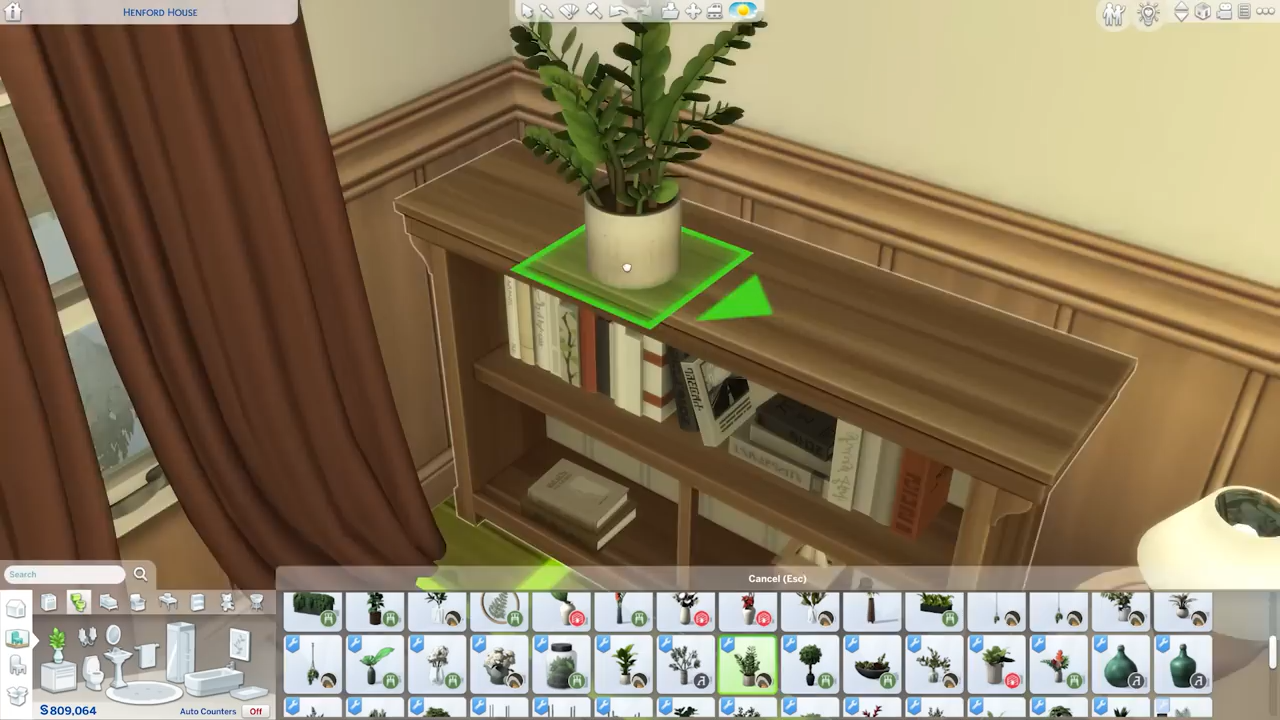 HENFORD HOUSE
Cancel (Esc)
Search
§809,064
Auto Counters
Off